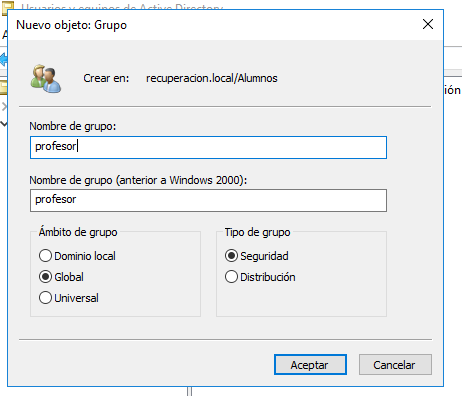 Usuarios y equipos de Active Directory
Nuevo objeto: Grupo
Crear en: recuperacion.local/Alumnos
Nombre de grupo:
profesor
Nombre de grupo (anterior a Windows 2000):
profesor
Ámbito de grupo
Dominio local
Global
Universal
Tipo de grupo
Seguridad
Distribución
Aceptar
Cancelar
ión